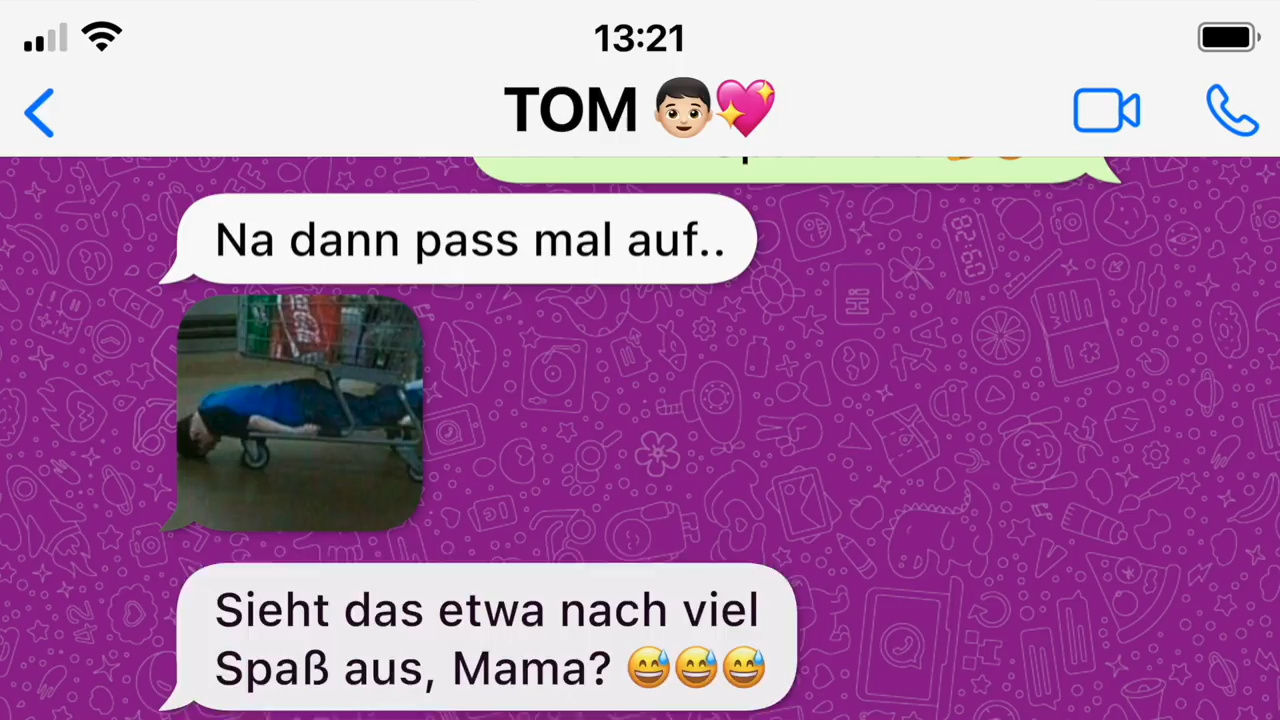 13:21
TOM 👦🏻💖
Na dann pass mal auf..
Sieht das etwa nach viel
Spaß aus, Mama? 😅😅😅